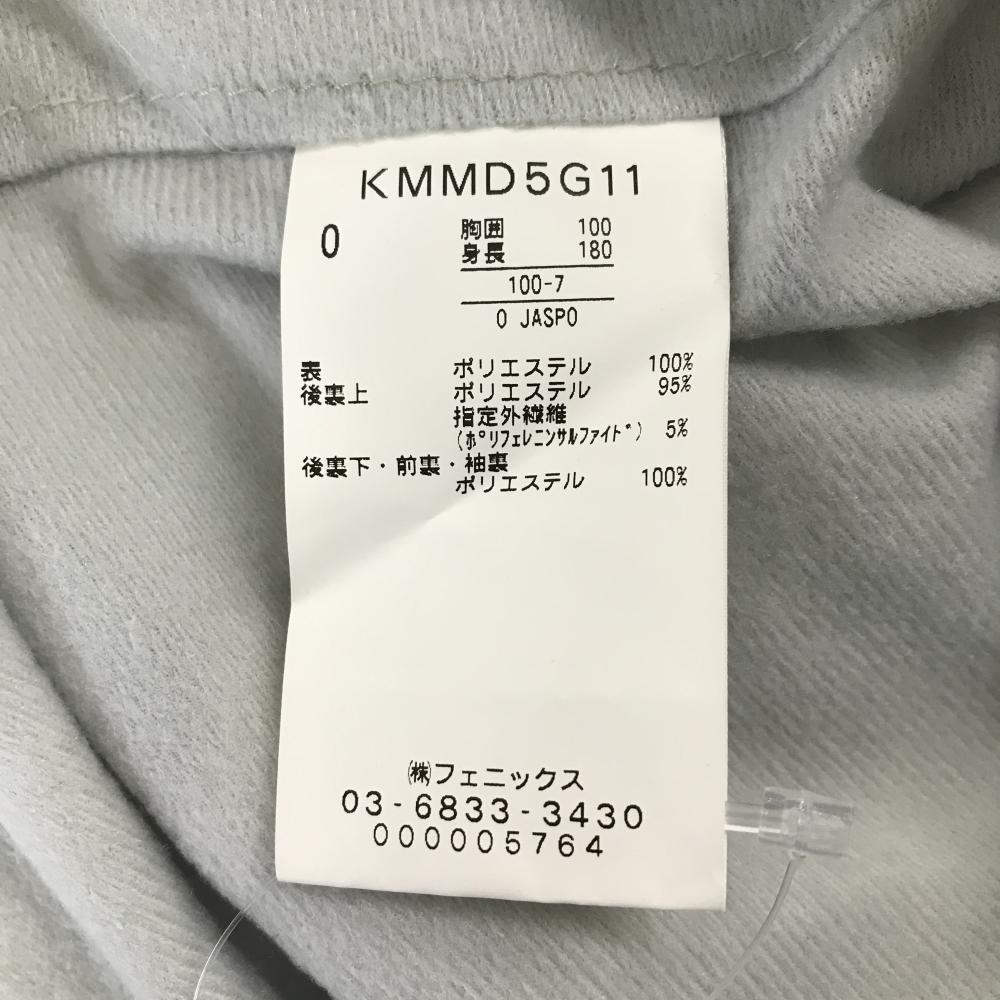 KMMD5G11
0 胸囲 100
身長 180
100-7
0 JASPO
表 ポリエステル 100%
後裏上 ポリエステル 95%
指定外繊維
(ﾎﾟﾘﾌｪﾚﾆﾝｻﾙﾌｧｲﾄﾞ) 5%
後裏下・前裏・袖裏
ポリエステル 100%
㈱フェニックス
03-6833-3430
000005764